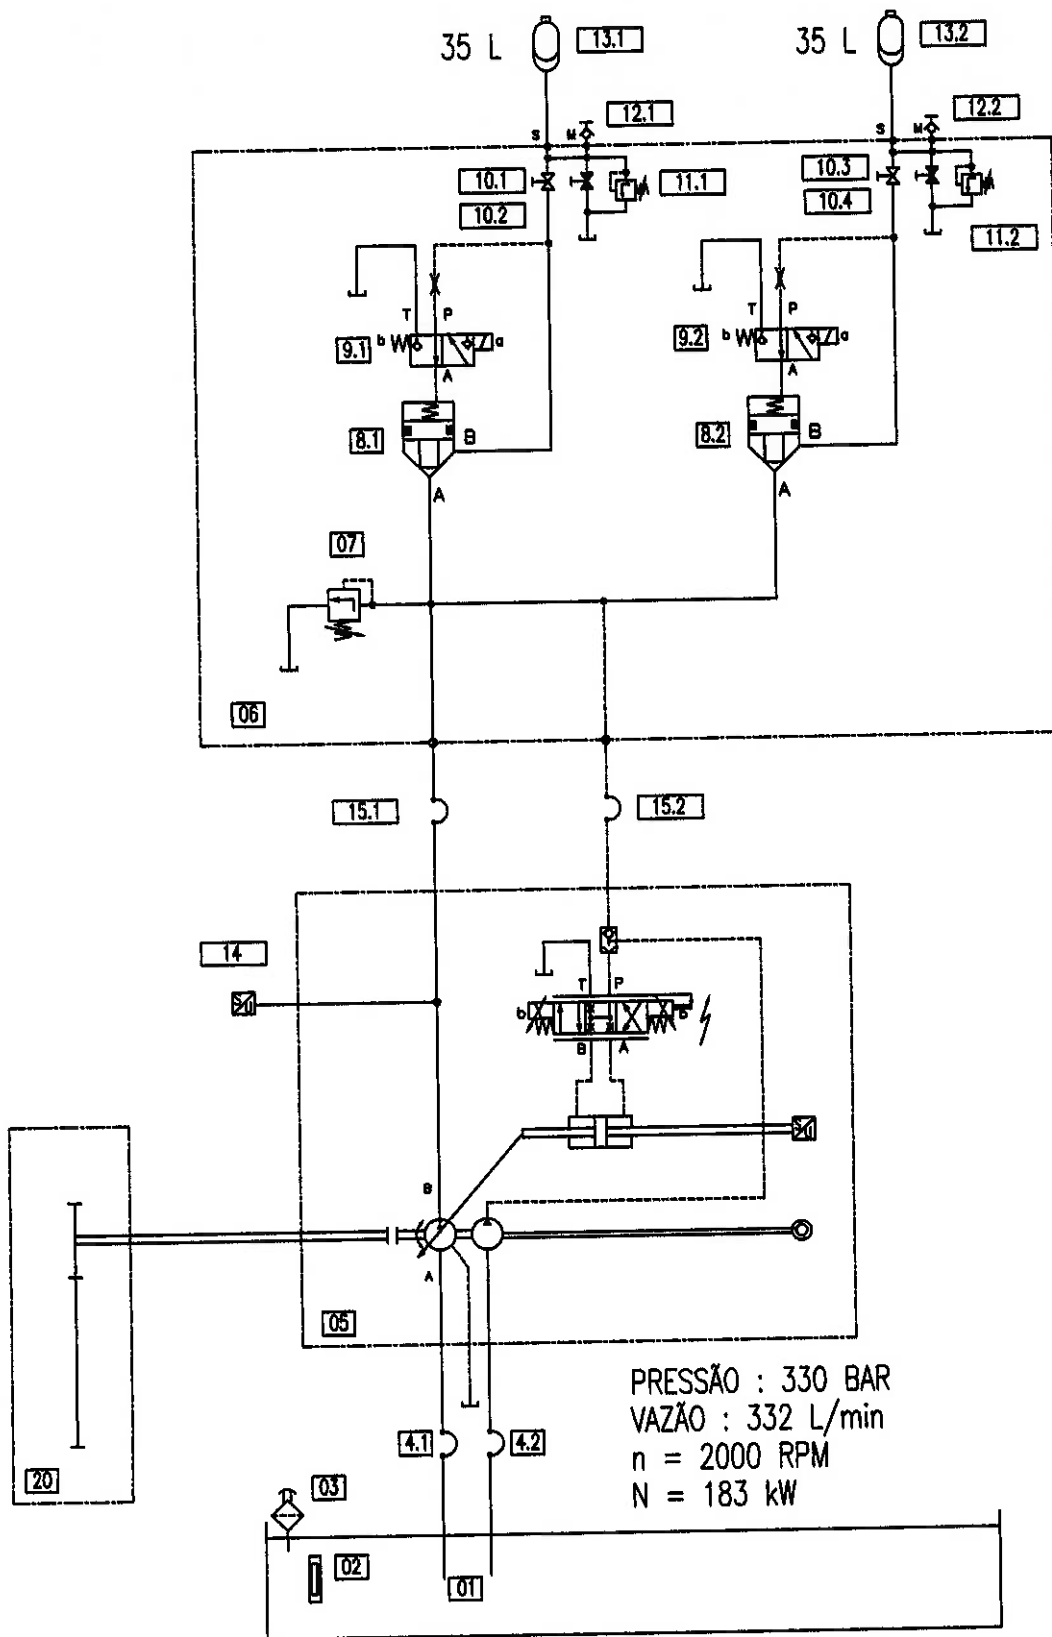 35 L
13.1
35 L
13.2
12.1
12.2
S
M
S
M
10.1
10.2
11.1
10.3
10.4
11.2
T
P
T
P
9.1
b
a
9.2
b
a
A
A
8.1
B
8.2
B
A
A
07
06
15.1
15.2
14
T
P
b
B
A
B
A
05
PRESSÃO : 330 BAR
VAZÃO : 332 L/min
n = 2000 RPM
N = 183 kW
4.1
4.2
20
03
02
01